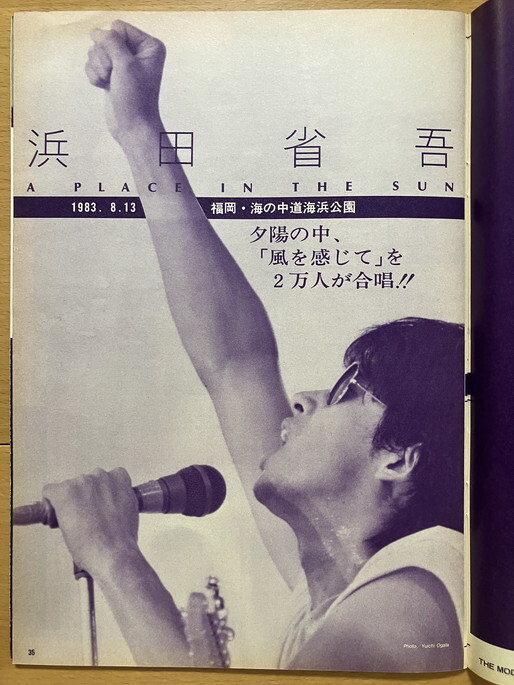 浜田省吾
A PLACE IN THE SUN
1983. 8.13 福岡・海の中道海浜公園
夕陽の中、
「風を感じて」を
2万人が合唱!!
35
Photo, Yuichi Ogata
THE MOD